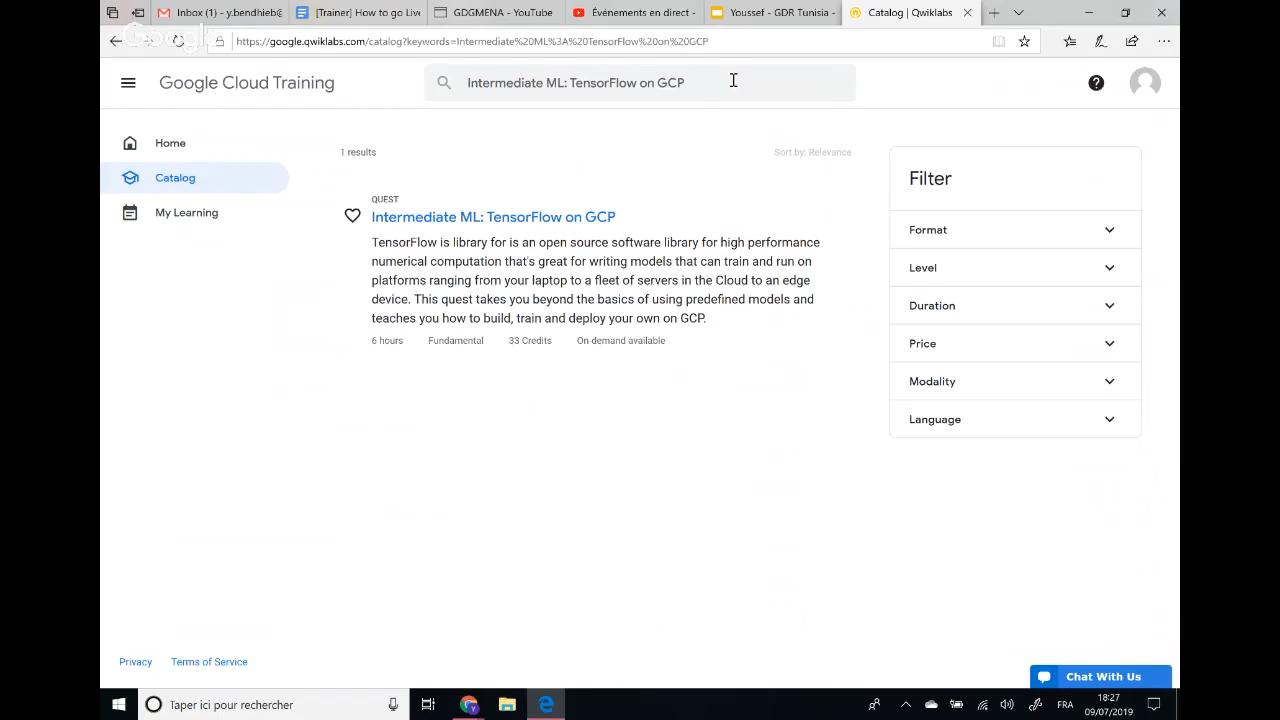 Inbox (1) - y.bendhieb@
[Trainer] How to go Live
GDGMENA - YouTube
Événements en direct -
Youssef - GDR Tunisia -
Catalog | Qwiklabs
https://google.qwiklabs.com/catalog?keywords=Intermediate%20ML%3A%20TensorFlow%20on%20GCP
Google Cloud Training
Intermediate ML: TensorFlow on GCP
Home
Catalog
My Learning
1 results
Sort by: Relevance
QUEST
Intermediate ML: TensorFlow on GCP
TensorFlow is library for is an open source software library for high performance
numerical computation that's great for writing models that can train and run on
platforms ranging from your laptop to a fleet of servers in the Cloud to an edge
device. This quest takes you beyond the basics of using predefined models and
teaches you how to build, train and deploy your own on GCP.
6 hours Fundamental 33 Credits On-demand available
Filter
Format
Level
Duration
Price
Modality
Language
Privacy Terms of Service
Chat With Us
Taper ici pour rechercher
FRA
18:27
09/07/2019